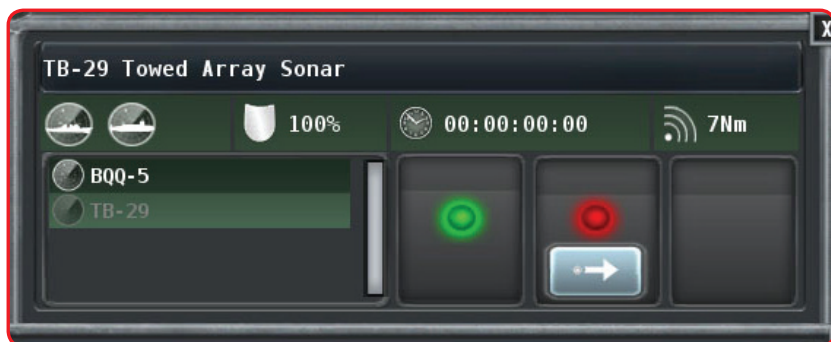 X
TB-29 Towed Array Sonar
100%
00:00:00:00
7Nm
BQQ-5
TB-29